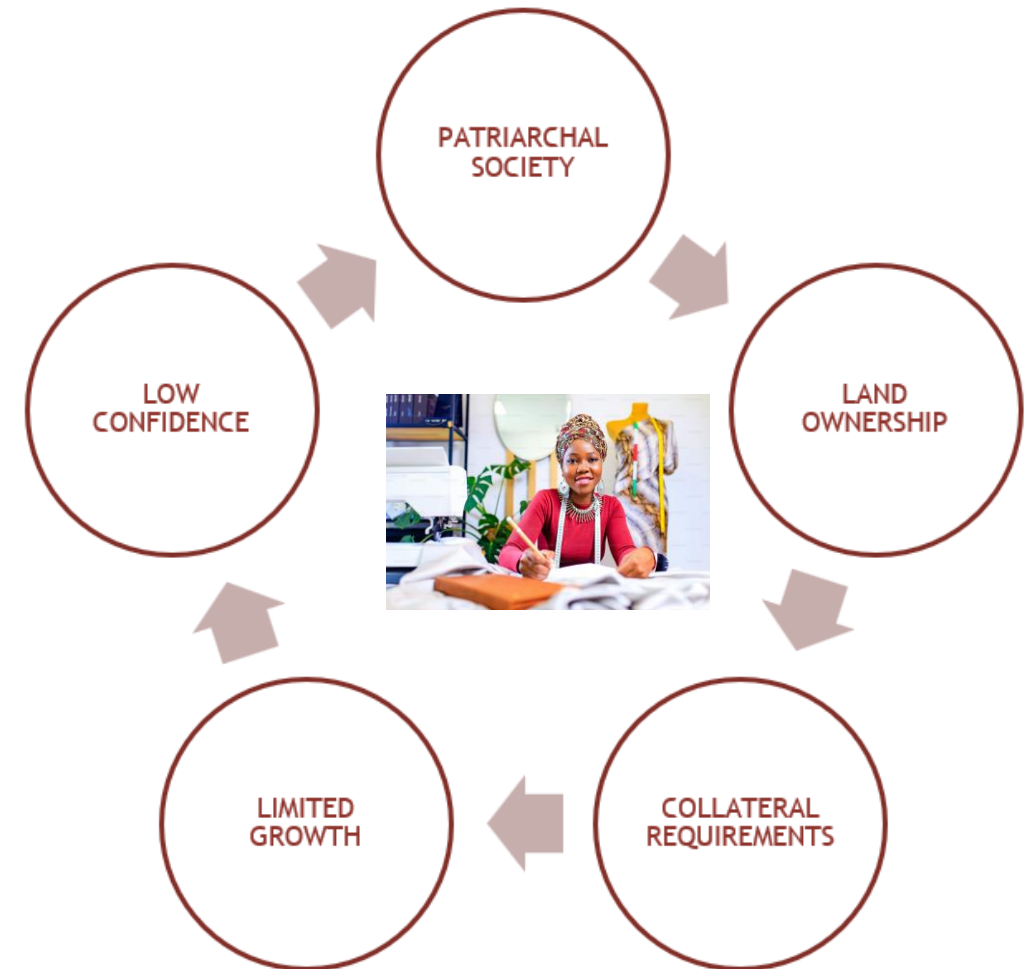 PATRIARCHAL
SOCIETY
LAND
OWNERSHIP
COLLATERAL
REQUIREMENTS
LIMITED
GROWTH
LOW
CONFIDENCE